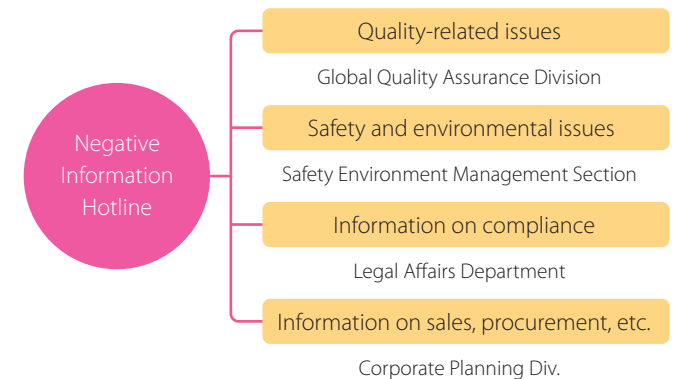 Negative
Information
Hotline
Quality-related issues
Global Quality Assurance Division
Safety and environmental issues
Safety Environment Management Section
Information on compliance
Legal Affairs Department
Information on sales, procurement, etc.
Corporate Planning Div.